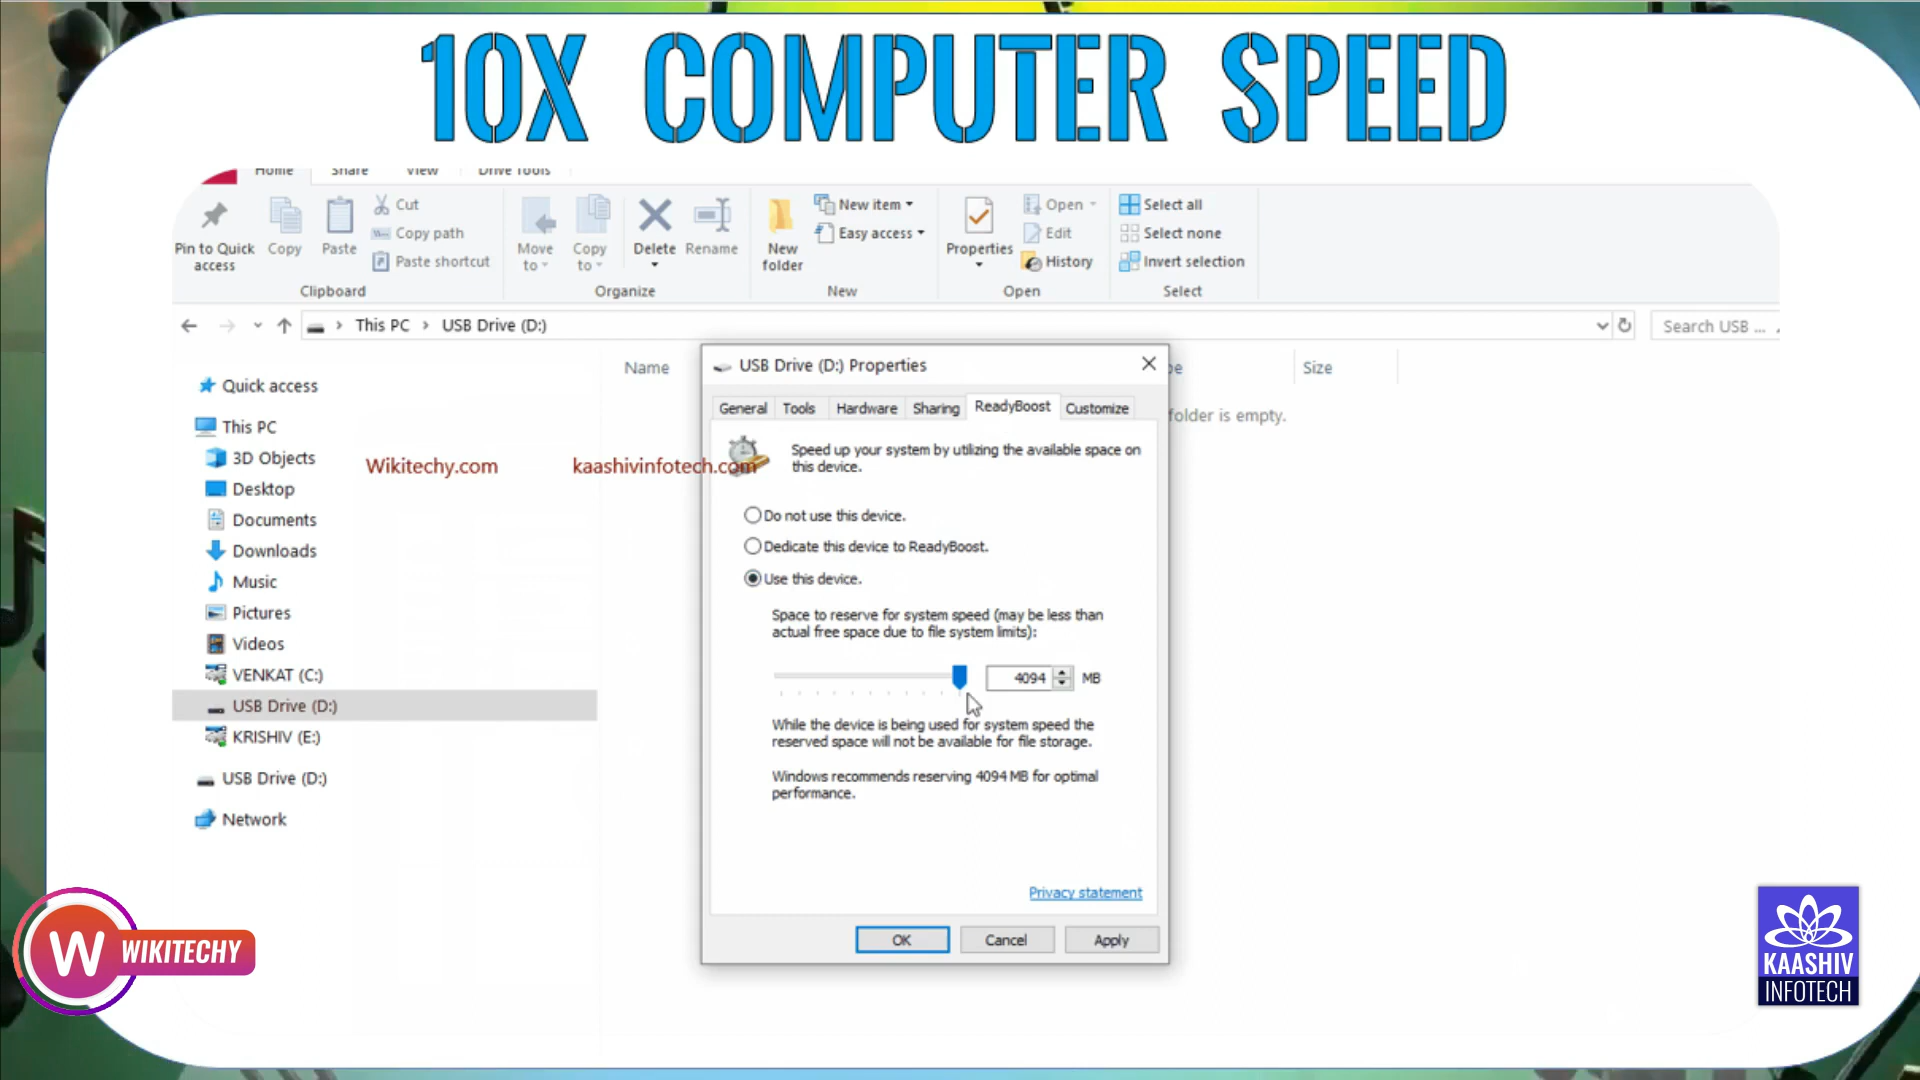 10X COMPUTER SPEED
Home Share View Drive Tools
Pin to Quick access
Copy
Paste
Cut
Copy path
Paste shortcut
Clipboard
Move to
Copy to
Delete
Rename
Organize
New folder
New item
Easy access
New
Properties
Open
Edit
History
Open
Select all
Select none
Invert selection
Select
This PC > USB Drive (D:)
Search USB ...
Name
pe
Size
folder is empty.
Quick access
This PC
3D Objects
Desktop
Documents
Downloads
Music
Pictures
Videos
VENKAT (C:)
USB Drive (D:)
KRISHIV (E:)
USB Drive (D:)
Network
Wikitechy.com
kaashivinfotech.com
USB Drive (D:) Properties
General Tools Hardware Sharing ReadyBoost Customize
Speed up your system by utilizing the available space on
this device.
Do not use this device.
Dedicate this device to ReadyBoost.
Use this device.
Space to reserve for system speed (may be less than
actual free space due to file system limits):
4094 MB
While the device is being used for system speed the
reserved space will not be available for file storage.
Windows recommends reserving 4094 MB for optimal
performance.
Privacy statement
OK Cancel Apply
W WIKITECHY
KAASHIV
INFOTECH